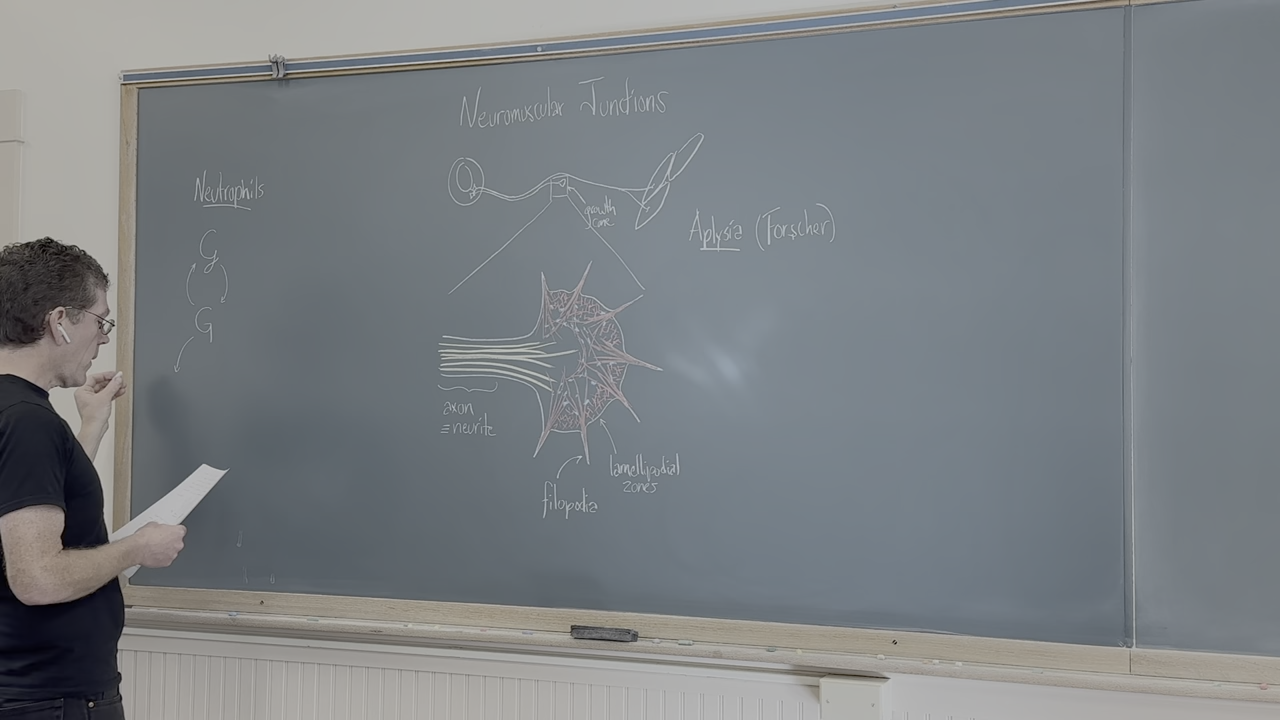 Neuromuscular Junctions
Neutrophils
G
G
growth
cone
Aplysia (Forscher)
axon
≡ neurite
lamellipodial
zones
filopodia